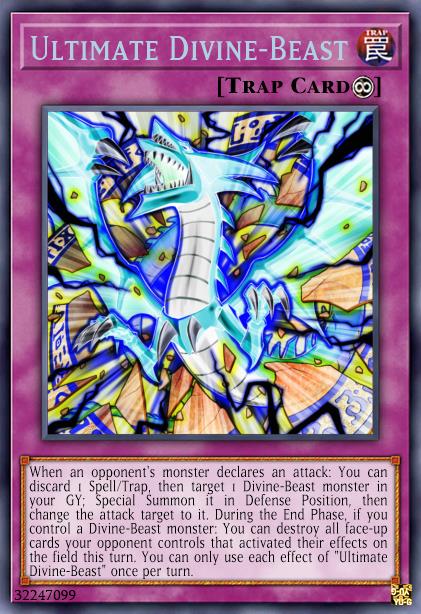 ULTIMATE DIVINE-BEAST
TRAP
罠
[TRAP CARD]
When an opponent's monster declares an attack: You can
discard 1 Spell/Trap, then target 1 Divine-Beast monster in
your GY; Special Summon it in Defense Position, then
change the attack target to it. During the End Phase, if you
control a Divine-Beast monster: You can destroy all face-up
cards your opponent controls that activated their effects on
the field this turn. You can only use each effect of "Ultimate
Divine-Beast" once per turn.
32247099